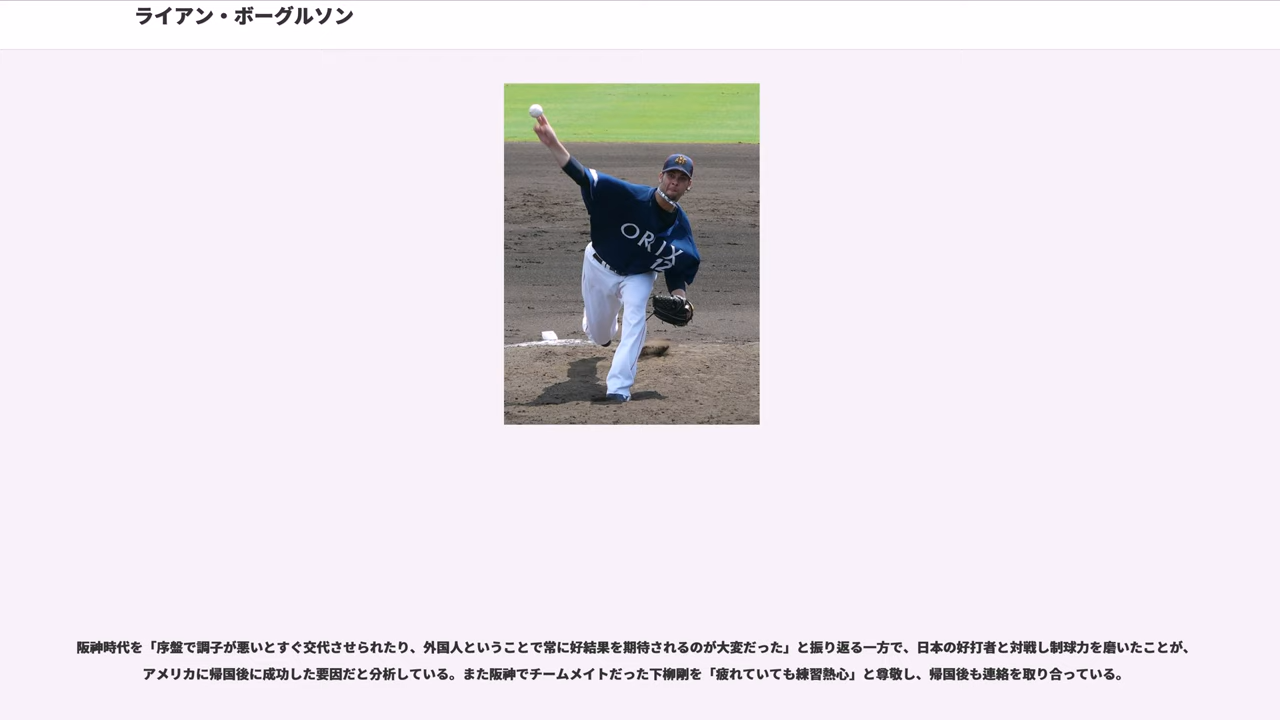 ライアン・ボーグルソン
ORIX
12
阪神時代を「序盤で調子が悪いとすぐ交代させられたり、外国人ということで常に好結果を期待されるのが大変だった」と振り返る一方で、日本の好打者と対戦し制球力を磨いたことが、
アメリカに帰国後に成功した要因だと分析している。また阪神でチームメイトだった下柳剛を「疲れていても練習熱心」と尊敬し、帰国後も連絡を取り合っている。